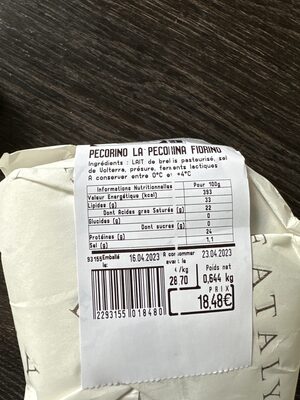 PECORINO LA PECORINA FIORINO
Ingrédients : LAIT de brebis pasteurisé, sel
de Volterra, présure, ferments lactiques
A conserver entre 0°C et +4°C
Informations Nutritionnelles Pour 100g
Valeur Energétique (kcal) 393
Lipides (g) 33
Dont Acides gras Saturés (g) 22
Glucides (g) 0
Dont sucres (g) 0
Protéines (g) 24
Sel (g) 1.1
93155 Emballé le: 16.04.2023 A consommer avant le 23.04.2023
€/kg Poids net
28.70 0,644 kg
PRIX
18,48€
2293155018480
EATALY